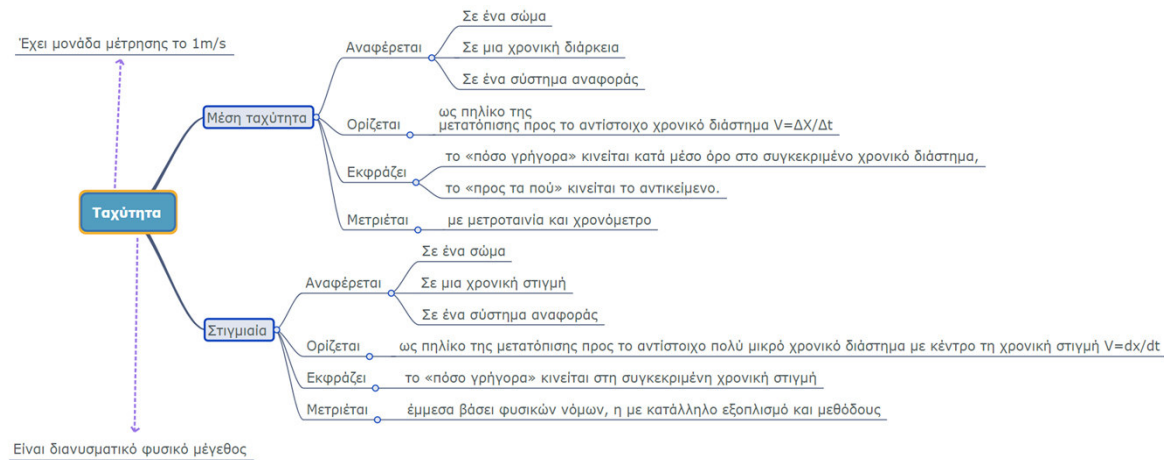 Έχει μονάδα μέτρησης το 1m/s
Ταχύτητα
Είναι διανυσματικό φυσικό μέγεθος
Μέση ταχύτητα
Αναφέρεται
Σε ένα σώμα
Σε μια χρονική διάρκεια
Σε ένα σύστημα αναφοράς
Ορίζεται
ως πηλίκο της
μετατόπισης προς το αντίστοιχο χρονικό διάστημα V=ΔΧ/Δt
Εκφράζει
το «πόσο γρήγορα» κινείται κατά μέσο όρο στο συγκεκριμένο χρονικό διάστημα,
το «προς τα πού» κινείται το αντικείμενο.
Μετριέται
με μετροταινία και χρονόμετρο
Στιγμιαία
Αναφέρεται
Σε ένα σώμα
Σε μια χρονική στιγμή
Σε ένα σύστημα αναφοράς
Ορίζεται
ως πηλίκο της μετατόπισης προς το αντίστοιχο πολύ μικρό χρονικό διάστημα με κέντρο τη χρονική στιγμή V=dx/dt
Εκφράζει
το «πόσο γρήγορα» κινείται στη συγκεκριμένη χρονική στιγμή
Μετριέται
έμμεσα βάσει φυσικών νόμων, η με κατάλληλο εξοπλισμό και μεθόδους